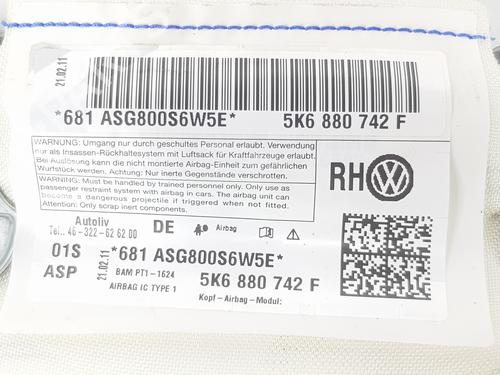 21.02.11
*681 ASG800S6W5E* 5K6 880 742 F
WARNUNG: Umgang nur durch geschultes Personal erlaubt. Verwendung
nur als Insassen-Rückhaltesystem mit Luftsack für Kraftfahrzeuge erlaubt.
Bei Auslösung kann die nicht montierte Airbag-Einheit zum gefährlichen
Wurfstück werden. Achtung: Nur inerte Gegenstände verschrotten.
WARNING: Must be handled by trained personnel only. Only use as
passenger restraint system with airbag in cars. The airbag unit can
become a dangerous projectile if triggered when not fitted.
Attention: Only scrap inert components.
RH
Autoliv
Tel.. 46-322-62 62 00
DE
Airbag
01S
ASP
21.02.11
*681 ASG800S6W5E*
BAM PT1-1624
AIRBAG IC TYPE 1
5K6 880 742 F
Kopf-Airbag-Modul: